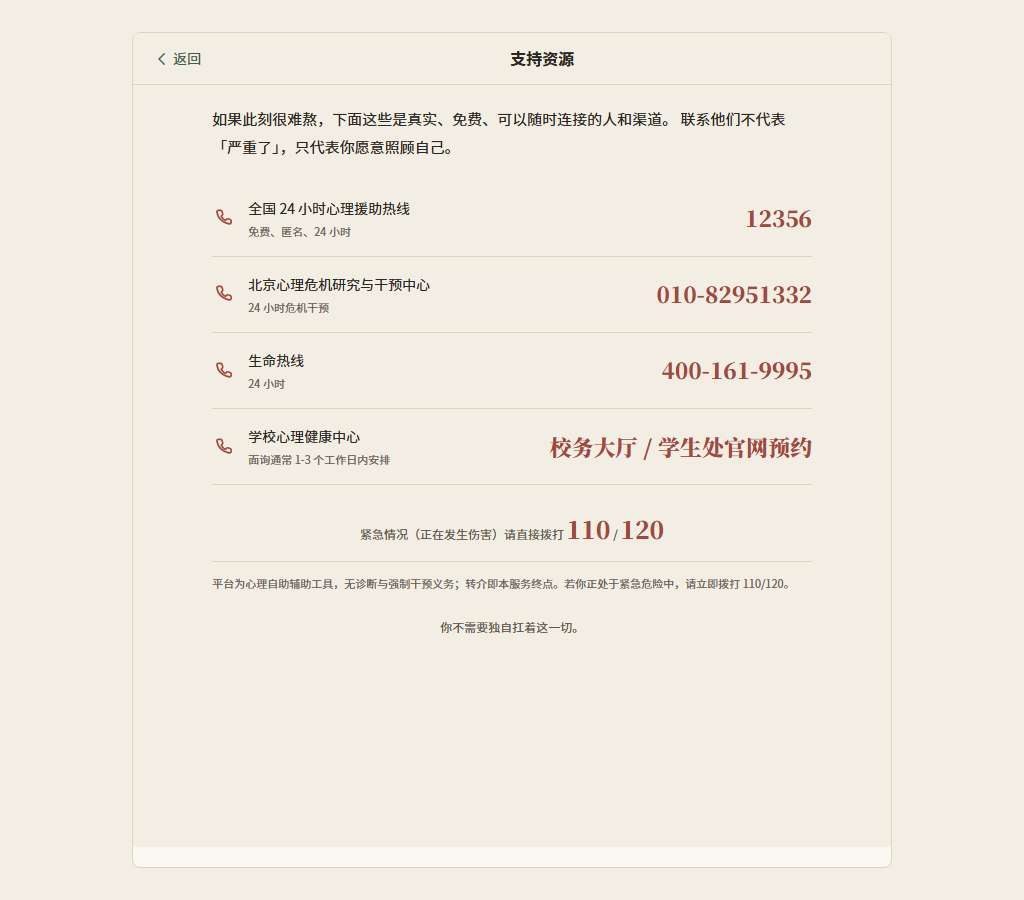 返回
支持资源
如果此刻很难熬，下面这些是真实、免费、可以随时连接的人和渠道。 联系他们不代表
「严重了」，只代表你愿意照顾自己。
全国 24 小时心理援助热线
免费、匿名、24 小时
12356
北京心理危机研究与干预中心
24 小时危机干预
010-82951332
生命热线
24 小时
400-161-9995
学校心理健康中心
面询通常 1-3 个工作日内安排
校务大厅 / 学生处官网预约
紧急情况（正在发生伤害）请直接拨打 110 / 120
平台为心理自助辅助工具，无诊断与强制干预义务；转介即本服务终点。若你正处于紧急危险中，请立即拨打 110/120。
你不需要独自扛着这一切。